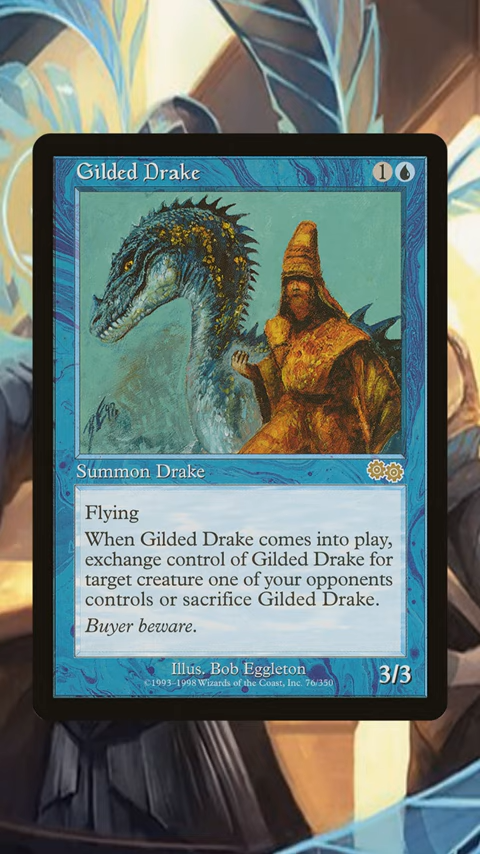 Gilded Drake 1
Summon Drake
Flying
When Gilded Drake comes into play,
exchange control of Gilded Drake for
target creature one of your opponents
controls or sacrifice Gilded Drake.
Buyer beware.
Illus. Bob Eggleton
©1993–1998 Wizards of the Coast, Inc. 76/350
3/3